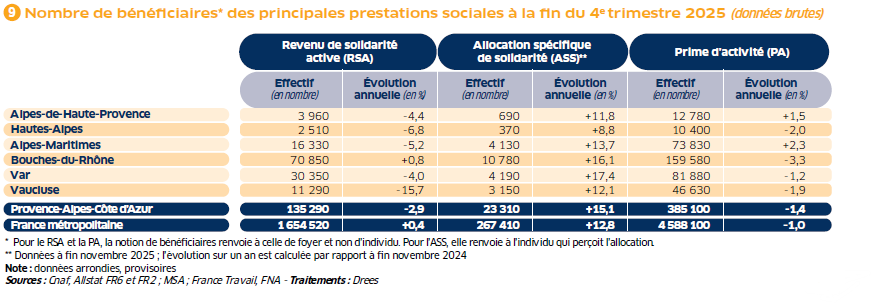 9 Nombre de bénéficiaires* des principales prestations sociales à la fin du 4e trimestre 2025 (données brutes)
Revenu de solidarité active (RSA) Allocation spécifique de solidarité (ASS)** Prime d'activité (PA)
Effectif (en nombre) Évolution annuelle (en %) Effectif (en nombre) Évolution annuelle (en %) Effectif (en nombre) Évolution annuelle (en %)
Alpes-de-Haute-Provence 3 960 -4,4 690 +11,8 12 780 +1,5
Hautes-Alpes 2 510 -6,8 370 +8,8 10 400 -2,0
Alpes-Maritimes 16 330 -5,2 4 130 +13,7 73 830 +2,3
Bouches-du-Rhône 70 850 +0,8 10 780 +16,1 159 580 -3,3
Var 30 350 -4,0 4 190 +17,4 81 880 -1,2
Vaucluse 11 290 -15,7 3 150 +12,1 46 630 -1,9
Provence-Alpes-Côte d'Azur 135 290 -2,9 23 310 +15,1 385 100 -1,4
France métropolitaine 1 654 520 +0,4 267 410 +12,8 4 588 100 -1,0
* Pour le RSA et la PA, la notion de bénéficiaires renvoie à celle de foyer et non d'individu. Pour l'ASS, elle renvoie à l'individu qui perçoit l'allocation.
** Données à fin novembre 2025 ; l'évolution sur un an est calculée par rapport à fin novembre 2024
Note : données arrondies, provisoires
Sources : Cnaf, Allstat FR6 et FR2 ; MSA ; France Travail, FNA - Traitements : Drees